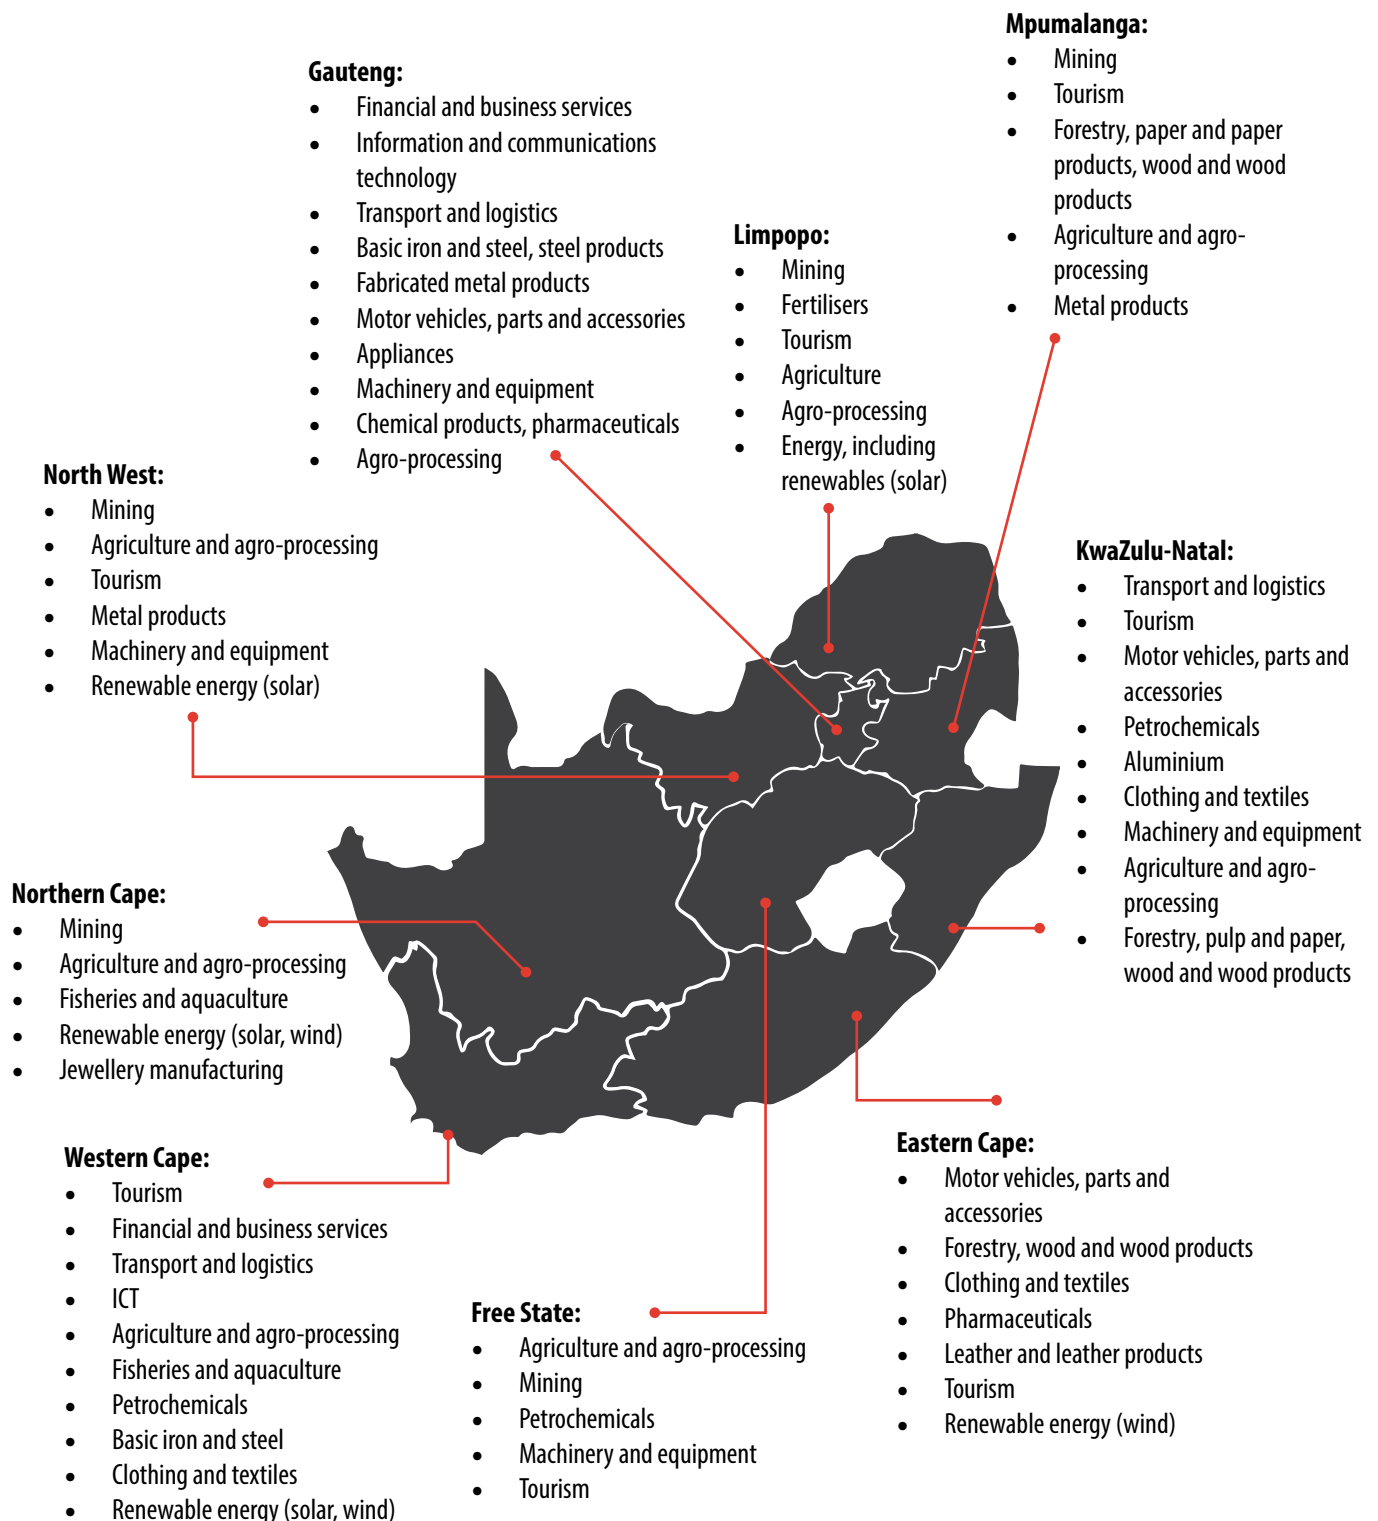 Mpumalanga:
• Mining
• Tourism
• Forestry, paper and paper
products, wood and wood
products
• Agriculture and agro-
processing
• Metal products
Gauteng:
• Financial and business services
• Information and communications
technology
• Transport and logistics
• Basic iron and steel, steel products
• Fabricated metal products
• Motor vehicles, parts and accessories
• Appliances
• Machinery and equipment
• Chemical products, pharmaceuticals
• Agro-processing
Limpopo:
• Mining
• Fertilisers
• Tourism
• Agriculture
• Agro-processing
• Energy, including
renewables (solar)
North West:
• Mining
• Agriculture and agro-processing
• Tourism
• Metal products
• Machinery and equipment
• Renewable energy (solar)
KwaZulu-Natal:
• Transport and logistics
• Tourism
• Motor vehicles, parts and
accessories
• Petrochemicals
• Aluminium
• Clothing and textiles
• Machinery and equipment
• Agriculture and agro-
processing
• Forestry, pulp and paper,
wood and wood products
Northern Cape:
• Mining
• Agriculture and agro-processing
• Fisheries and aquaculture
• Renewable energy (solar, wind)
• Jewellery manufacturing
Western Cape:
• Tourism
• Financial and business services
• Transport and logistics
• ICT
• Agriculture and agro-processing
• Fisheries and aquaculture
• Petrochemicals
• Basic iron and steel
• Clothing and textiles
• Renewable energy (solar, wind)
Free State:
• Agriculture and agro-processing
• Mining
• Petrochemicals
• Machinery and equipment
• Tourism
Eastern Cape:
• Motor vehicles, parts and
accessories
• Forestry, wood and wood products
• Clothing and textiles
• Pharmaceuticals
• Leather and leather products
• Tourism
• Renewable energy (wind)